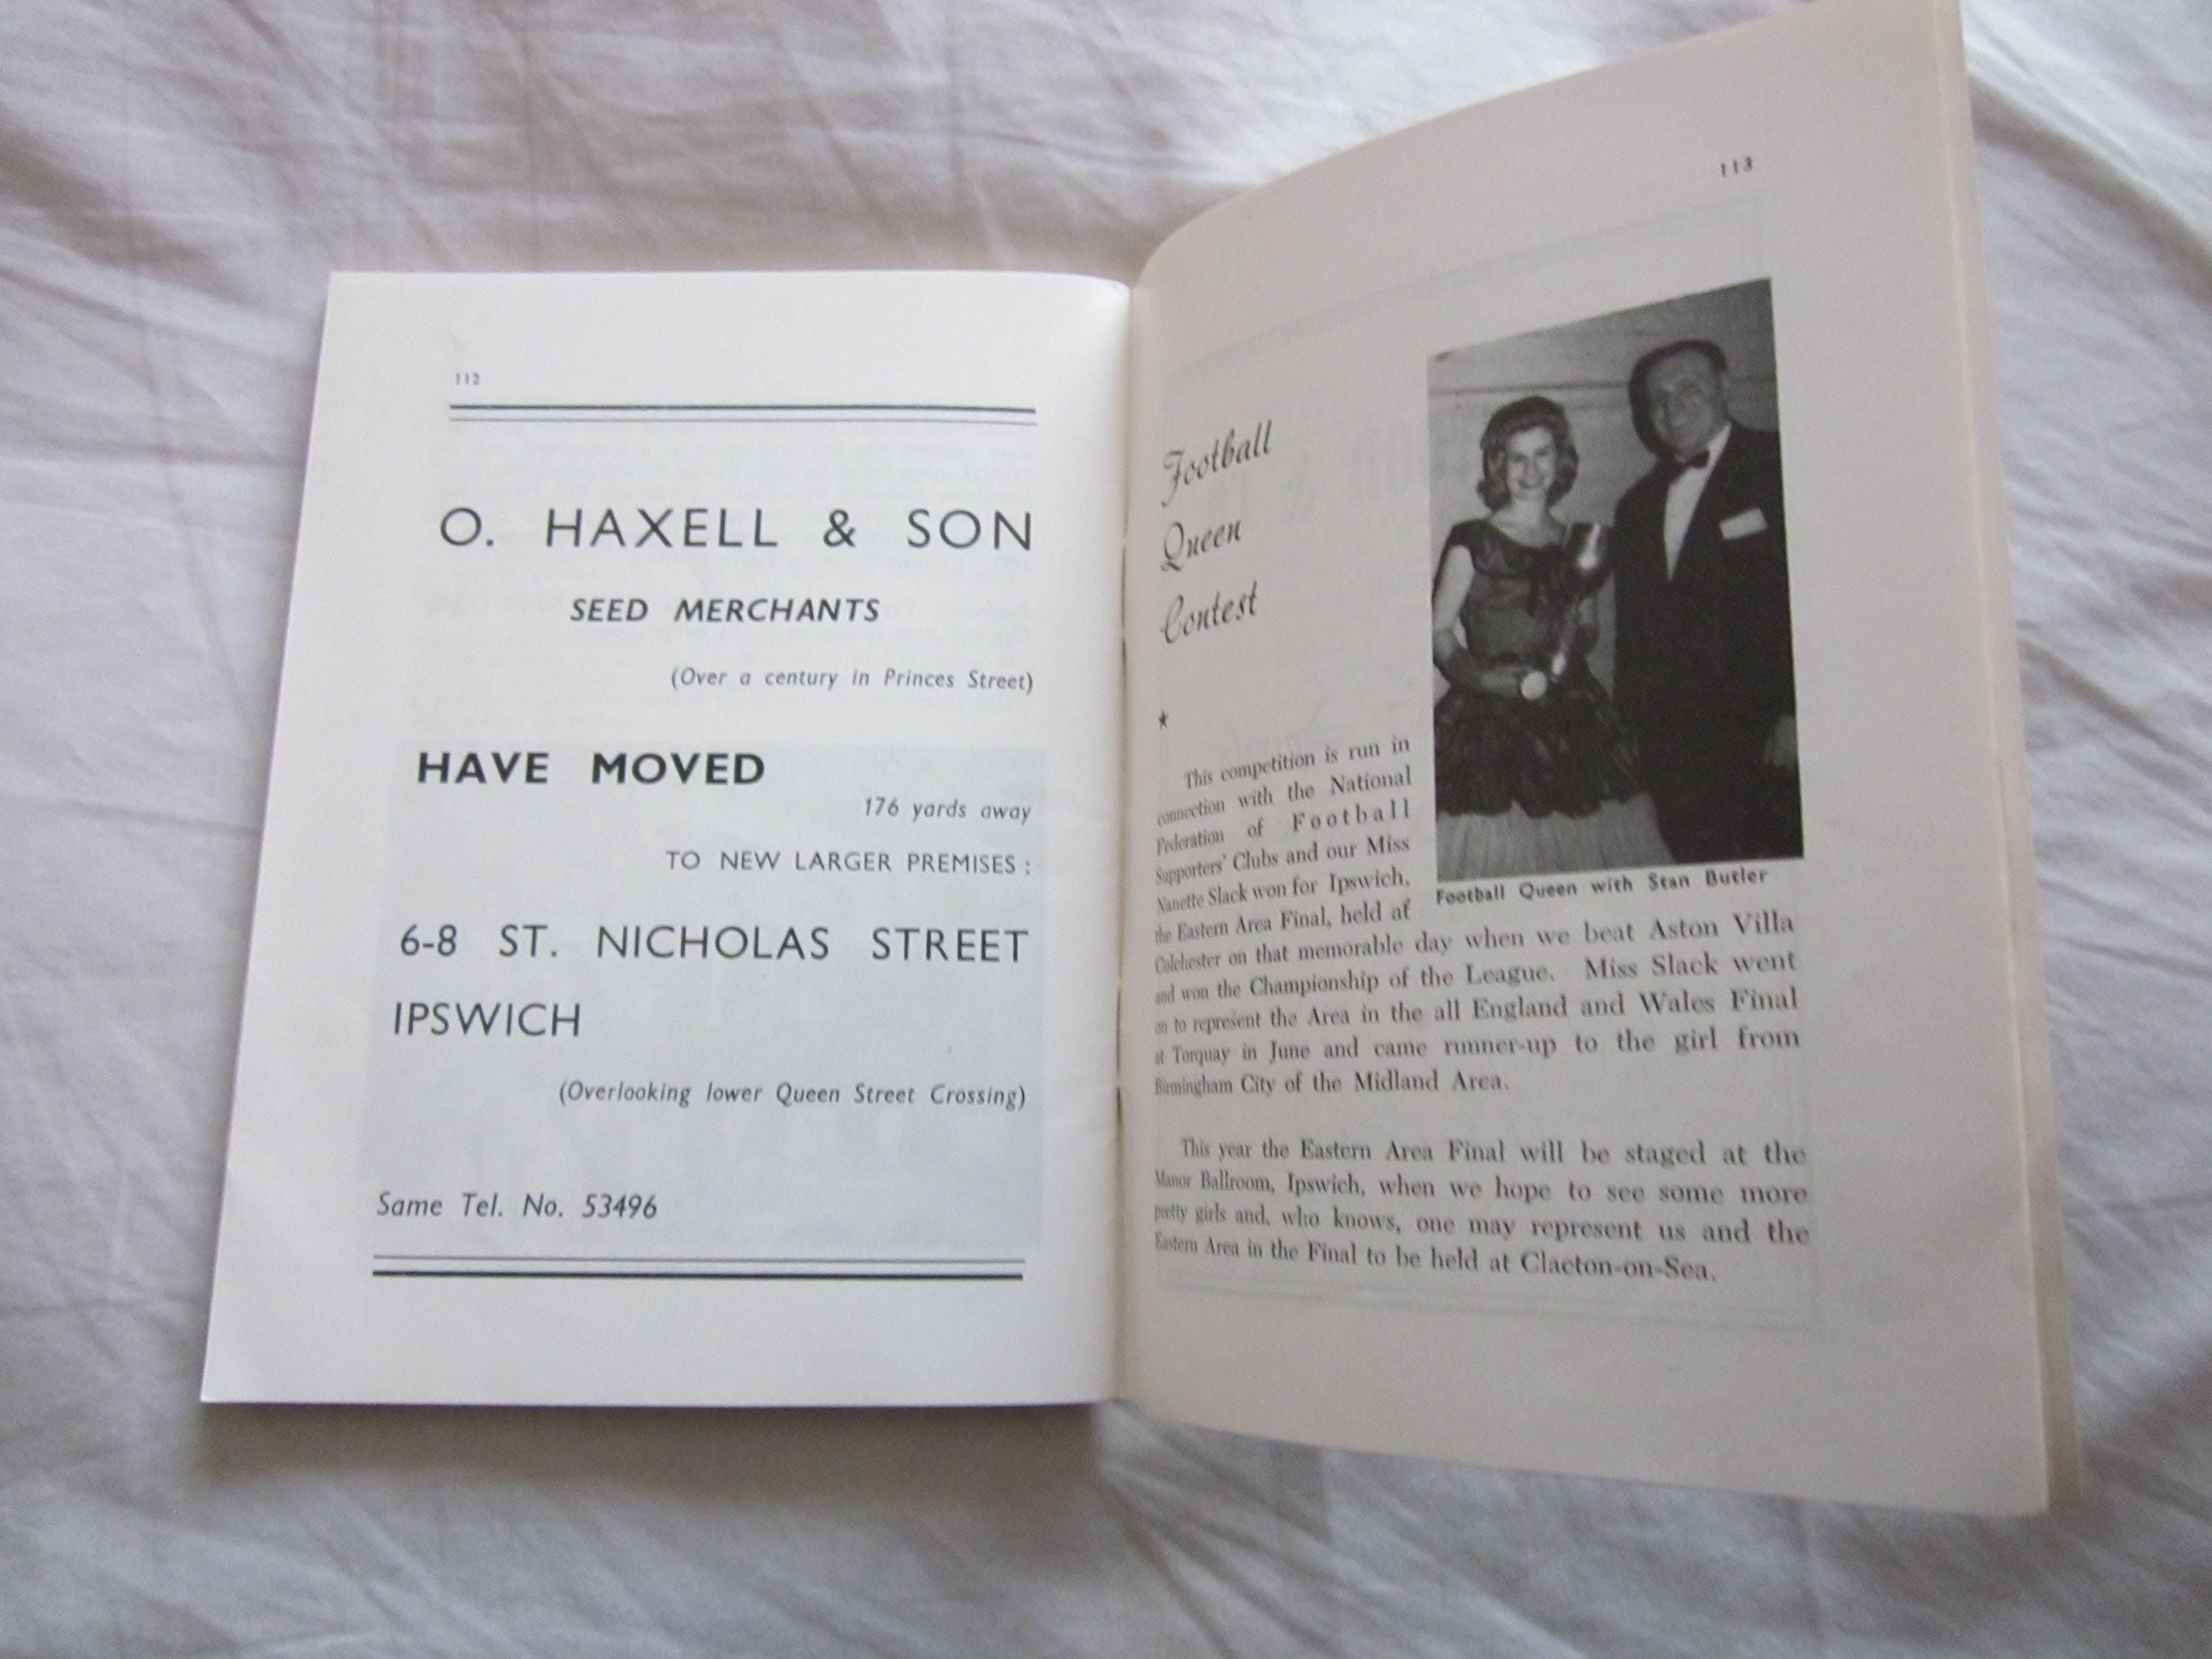 112
O. HAXELL & SON
SEED MERCHANTS
(Over a century in Princes Street)
HAVE MOVED
176 yards away
TO NEW LARGER PREMISES :
6-8 ST. NICHOLAS STREET
IPSWICH
(Overlooking lower Queen Street Crossing)
Same Tel. No. 53496
113
Football
Queen
Contest
Football Queen with Stan Butler
This competition is run in
connection with the National
Federation of Football
Supporters' Clubs and our Miss
Nanette Slack won for Ipswich,
the Eastern Area Final, held at
Colchester on that memorable day when we beat Aston Villa
and won the Championship of the League. Miss Slack went
on to represent the Area in the all England and Wales Final
at Torquay in June and came runner-up to the girl from
Birmingham City of the Midland Area.
This year the Eastern Area Final will be staged at the
Manor Ballroom, Ipswich, when we hope to see some more
pretty girls and, who knows, one may represent us and the
Eastern Area in the Final to be held at Clacton-on-Sea.